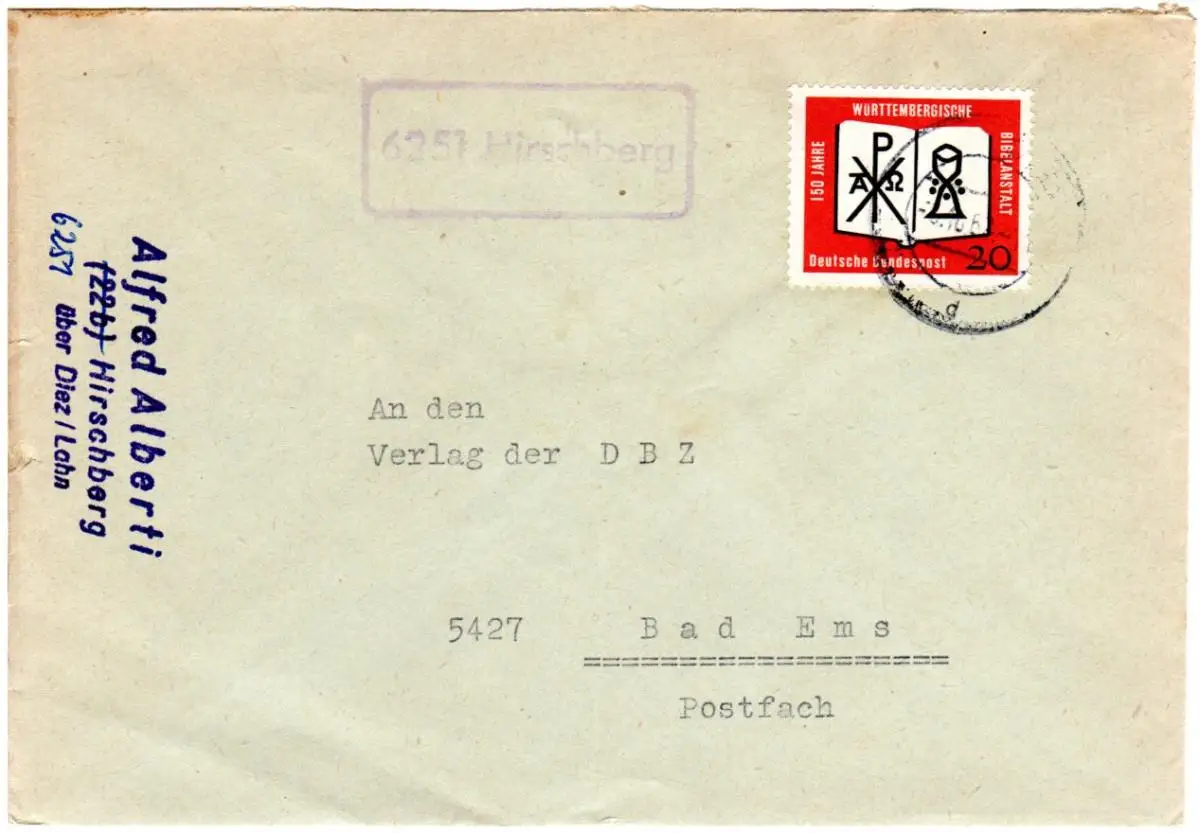 6251 Hirschberg
WÜRTTEMBERGISCHE
150 JAHRE
BIBELANSTALT
P
A Ω
Deutsche Bundespost 20
d
Alfred Alberti
(22b) Hirschberg
6251 über Diez/Lahn
An den
Verlag der D B Z
5427 Bad Ems
====================
Postfach